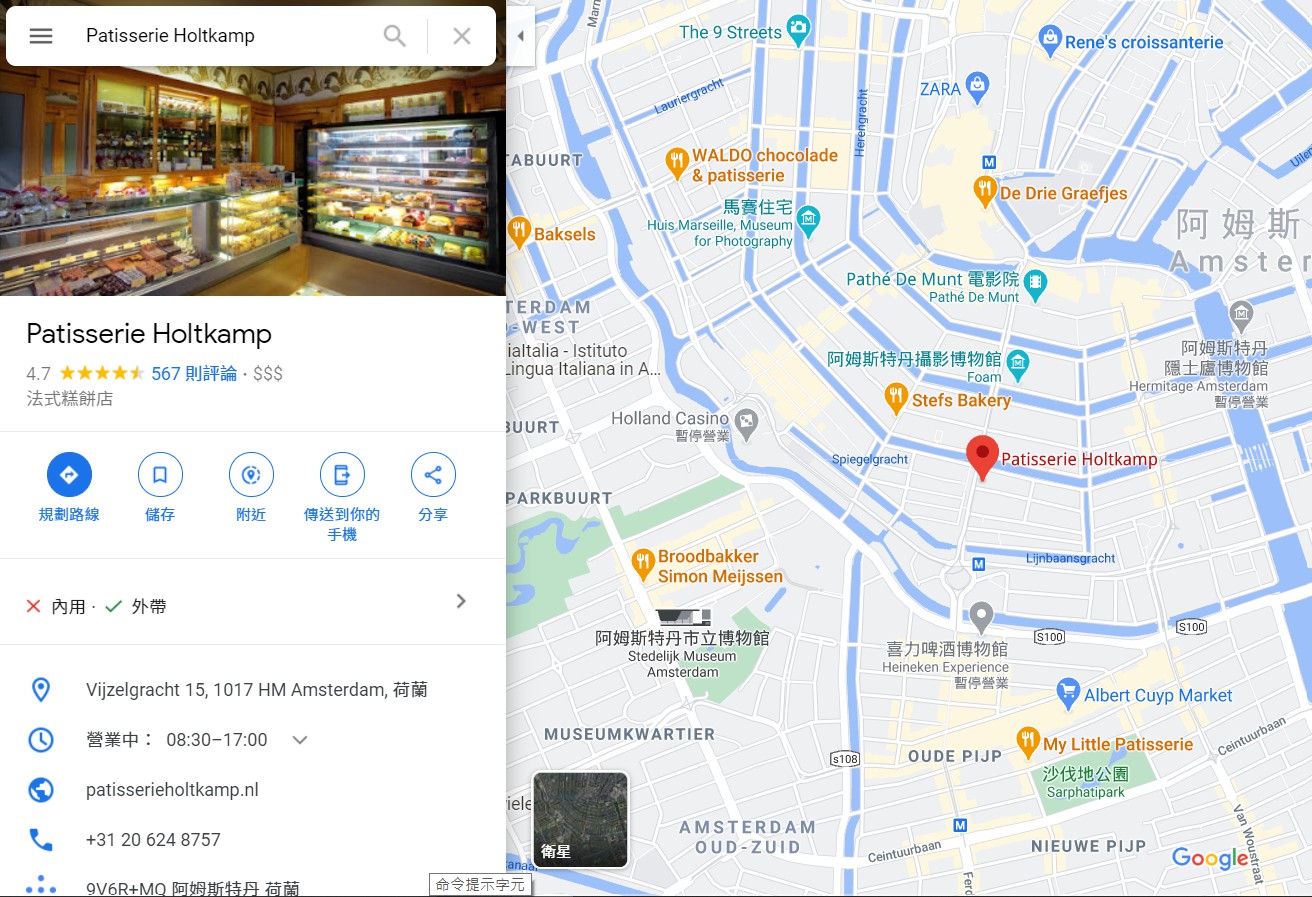 Patisserie Holtkamp
Patisserie Holtkamp
4.7 567 則評論 · $$$
法式糕餅店
規劃路線
儲存
附近
傳送到你的
手機
分享
內用 · 外帶
Vijzelgracht 15, 1017 HM Amsterdam, 荷蘭
營業中： 08:30–17:00
patisserieholtkamp.nl
+31 20 624 8757
9V6R+MQ 阿姆斯特丹 荷蘭
命令提示字元
衛星
The 9 Streets
Rene's croissanterie
ZARA
Lauriergracht
Herengracht
TABUURT
WALDO chocolade
& patisserie
M
De Drie Graefjes
馬賽住宅
Huis Marseille, Museum
for Photography
Baksels
阿姆斯
Amster
Pathé De Munt 電影院
Pathé De Munt
TERDAM
D-WEST
iaItalia - Istituto
Lingua Italiana in A...
阿姆斯特丹
隱士廬博物館
Hermitage Amsterdam
暫停營業
阿姆斯特丹攝影博物館
Foam
Stefs Bakery
Holland Casino
暫停營業
BUURT
Spiegelgracht
Patisserie Holtkamp
PARKBUURT
Lijnbaansgracht
M
Broodbakker
Simon Meijssen
S100
S100
阿姆斯特丹市立博物館
Stedelijk Museum
Amsterdam
喜力啤酒博物館
Heineken Experience
暫停營業
Albert Cuyp Market
MUSEUMKWARTIER
My Little Patisserie
Ceintuurbaan
s108
OUDE PIJP
沙伐地公園
Sarphatipark
AMSTERDAM
OUD-ZUID
M
Ceintuurbaan
NIEUWE PIJP
Van Woustraat
Google